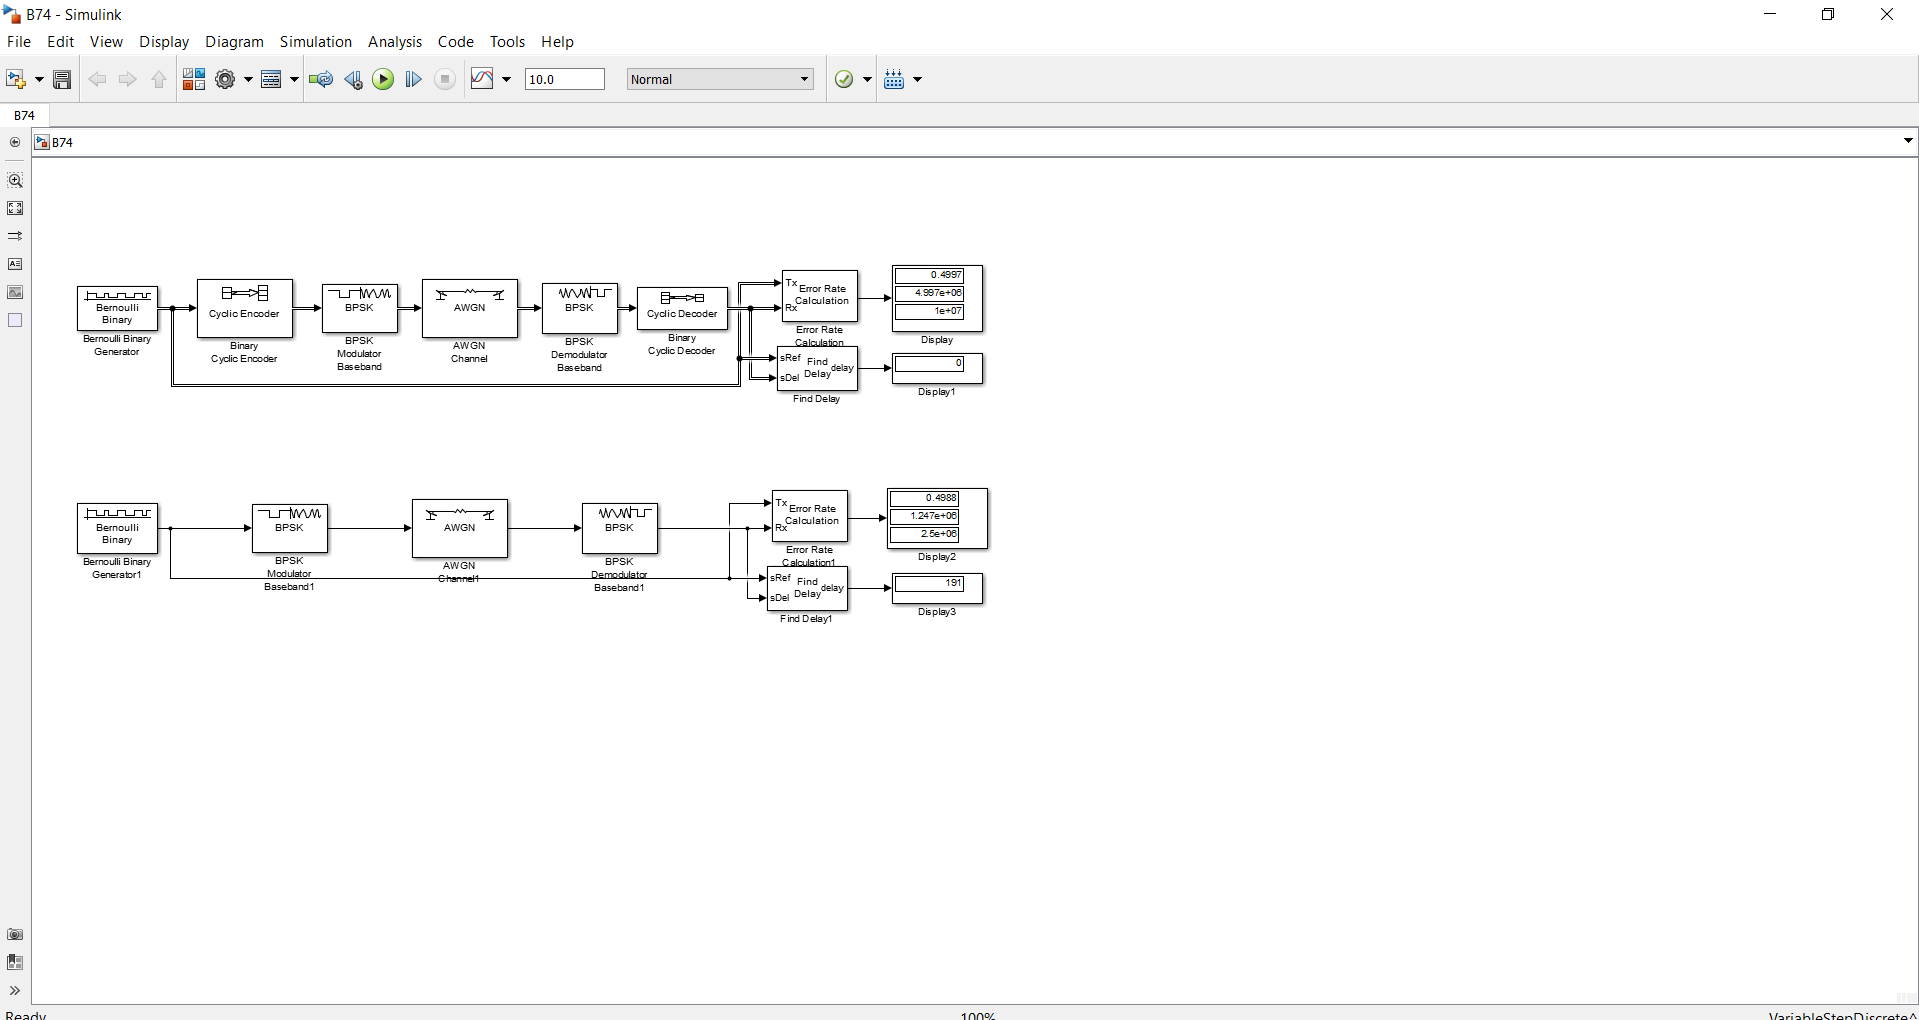 B74 - Simulink
File Edit View Display Diagram Simulation Analysis Code Tools Help
10.0
Normal
B74
B74
Bernoulli
Binary
Bernoulli Binary
Generator
Cyclic Encoder
Binary
Cyclic Encoder
BPSK
BPSK
Modulator
Baseband
AWGN
AWGN
Channel
BPSK
BPSK
Demodulator
Baseband
Cyclic Decoder
Binary
Cyclic Decoder
Tx
Rx
Error Rate
Calculation
Error Rate
Calculation
0.4997
4.997e+06
1e+07
Display
sRef
sDel
Find
Delay
delay
Find Delay
0
Display1
Bernoulli
Binary
Bernoulli Binary
Generator1
BPSK
BPSK
Modulator
Baseband1
AWGN
AWGN
Channel1
BPSK
BPSK
Demodulator
Baseband1
Tx
Rx
Error Rate
Calculation
Error Rate
Calculation1
0.4988
1.247e+06
2.5e+06
Display2
sRef
sDel
Find
Delay
delay
Find Delay1
191
Display3
Ready
100%
VariableStepDiscrete^